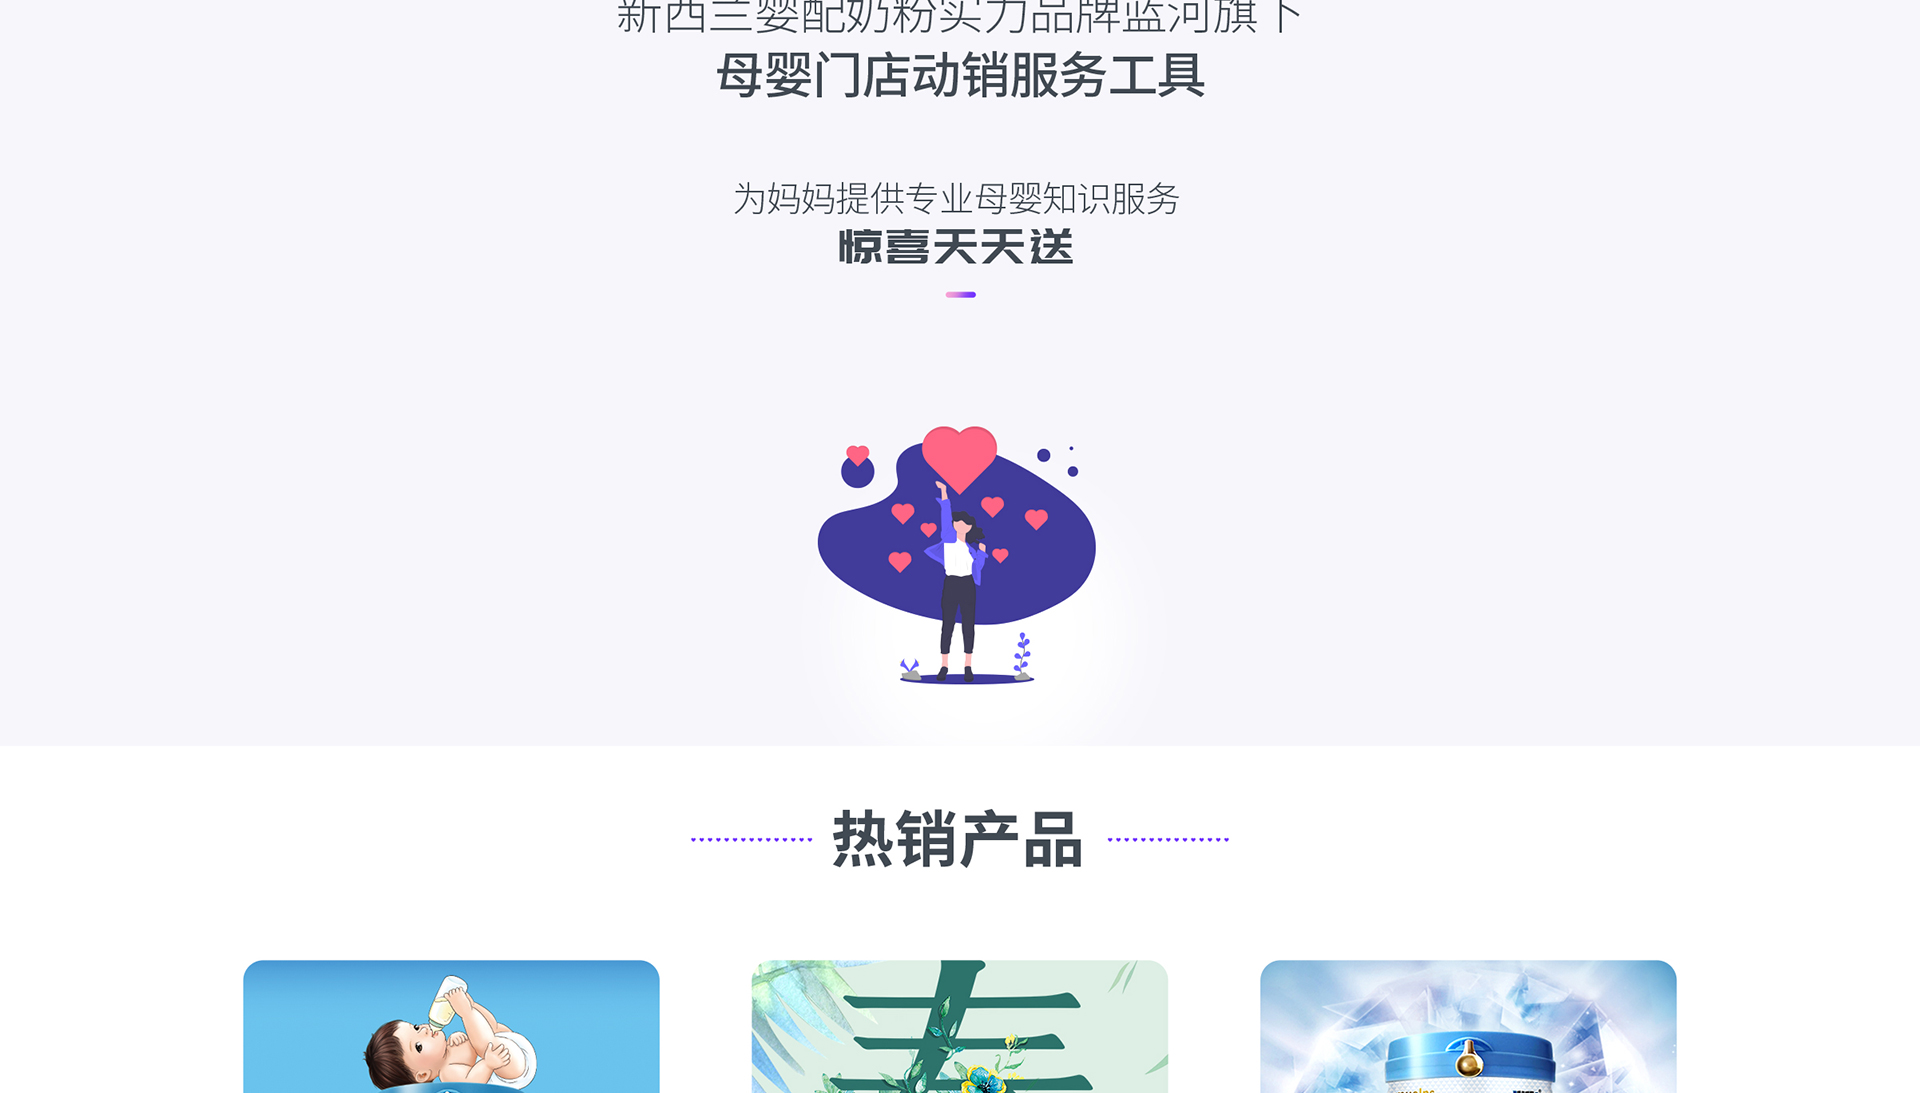 新西兰婴配奶粉实力品牌蓝河旗下
母婴门店动销服务工具
为妈妈提供专业母婴知识服务
惊喜天天送
热销产品